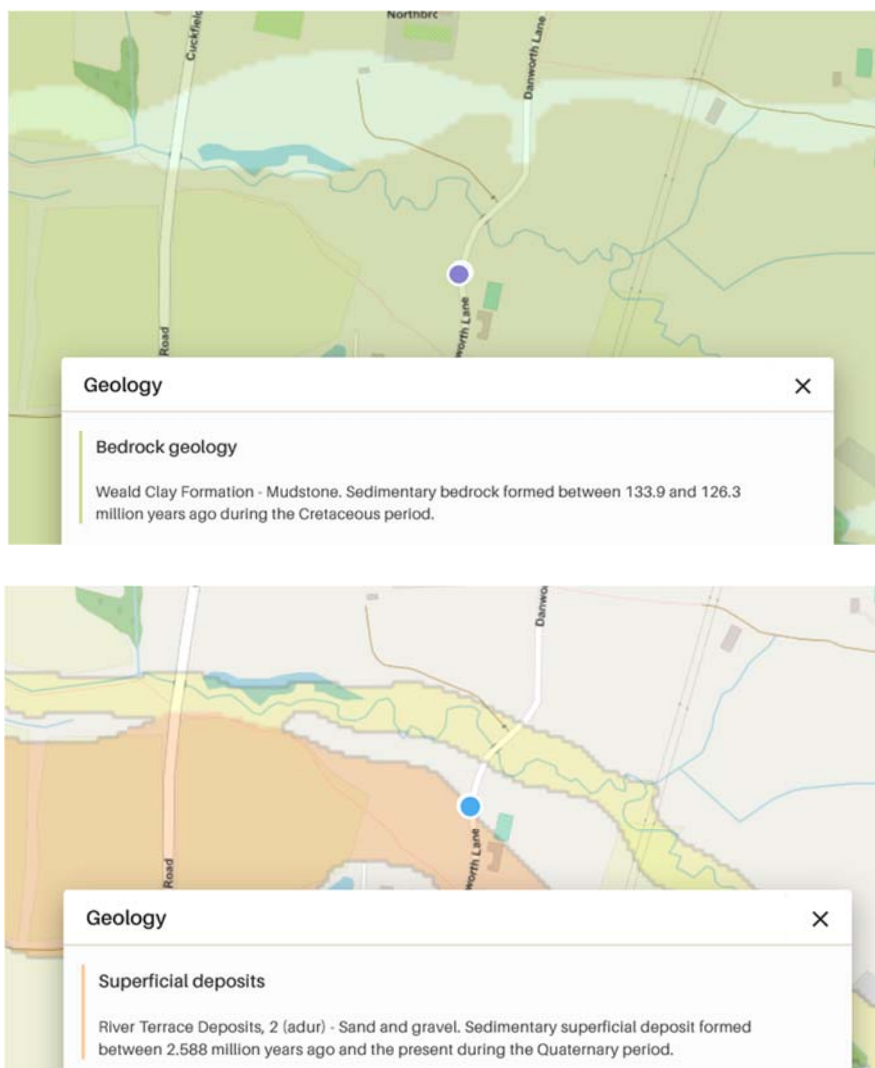 Northbrc
Cuckfield
Danworth Lane
Road
worth Lane
Geology
Bedrock geology
Weald Clay Formation - Mudstone. Sedimentary bedrock formed between 133.9 and 126.3
million years ago during the Cretaceous period.
Danwo
Road
worth Lane
Geology
Superficial deposits
River Terrace Deposits, 2 (adur) - Sand and gravel. Sedimentary superficial deposit formed
between 2.588 million years ago and the present during the Quaternary period.